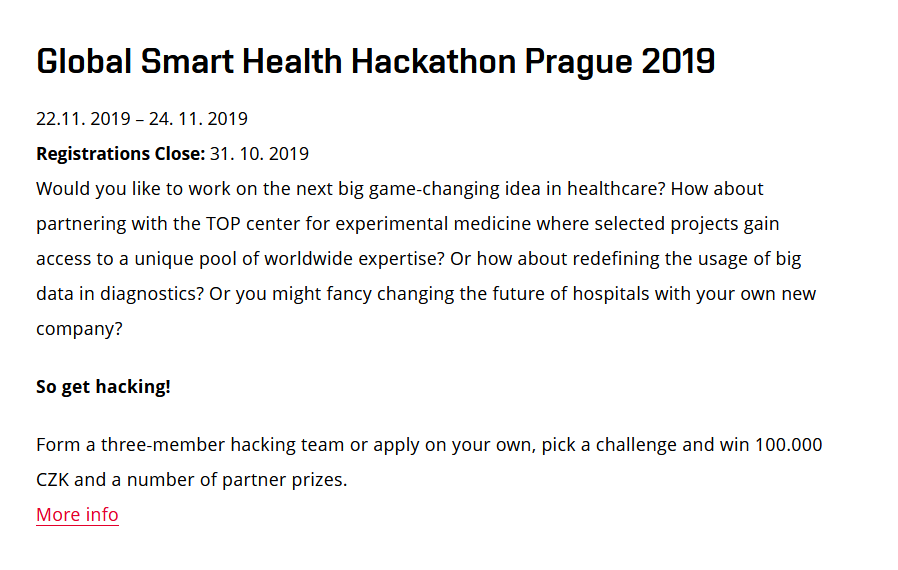 Global Smart Health Hackathon Prague 2019
22.11. 2019 – 24. 11. 2019
Registrations Close: 31. 10. 2019
Would you like to work on the next big game-changing idea in healthcare? How about
partnering with the TOP center for experimental medicine where selected projects gain
access to a unique pool of worldwide expertise? Or how about redefining the usage of big
data in diagnostics? Or you might fancy changing the future of hospitals with your own new
company?
So get hacking!
Form a three-member hacking team or apply on your own, pick a challenge and win 100.000
CZK and a number of partner prizes.
More info